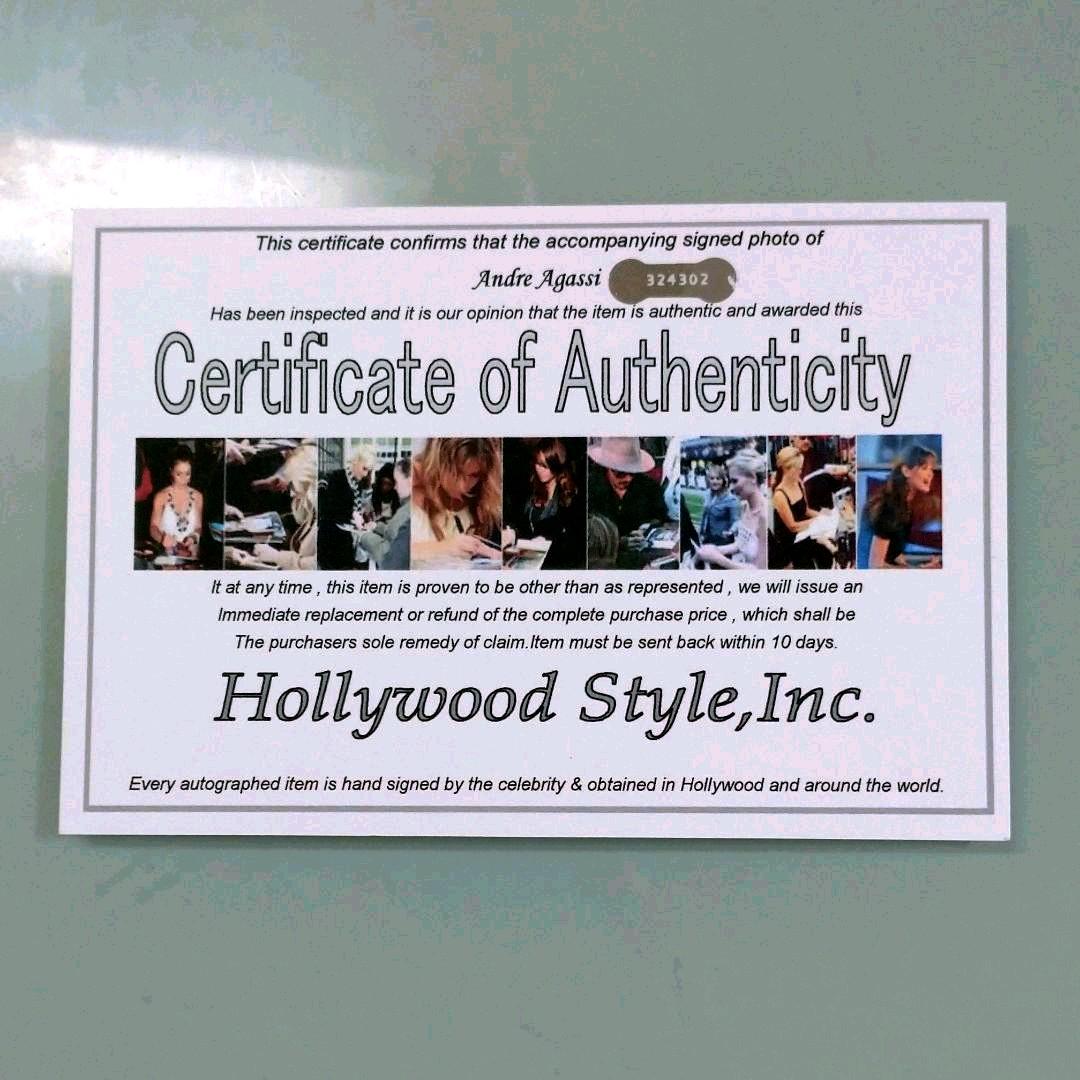 This certificate confirms that the accompanying signed photo of
Andre Agassi 324302
Has been inspected and it is our opinion that the item is authentic and awarded this
Certificate of Authenticity
It at any time , this item is proven to be other than as represented , we will issue an
Immediate replacement or refund of the complete purchase price , which shall be
The purchasers sole remedy of claim.Item must be sent back within 10 days.
Hollywood Style,Inc.
Every autographed item is hand signed by the celebrity & obtained in Hollywood and around the world.